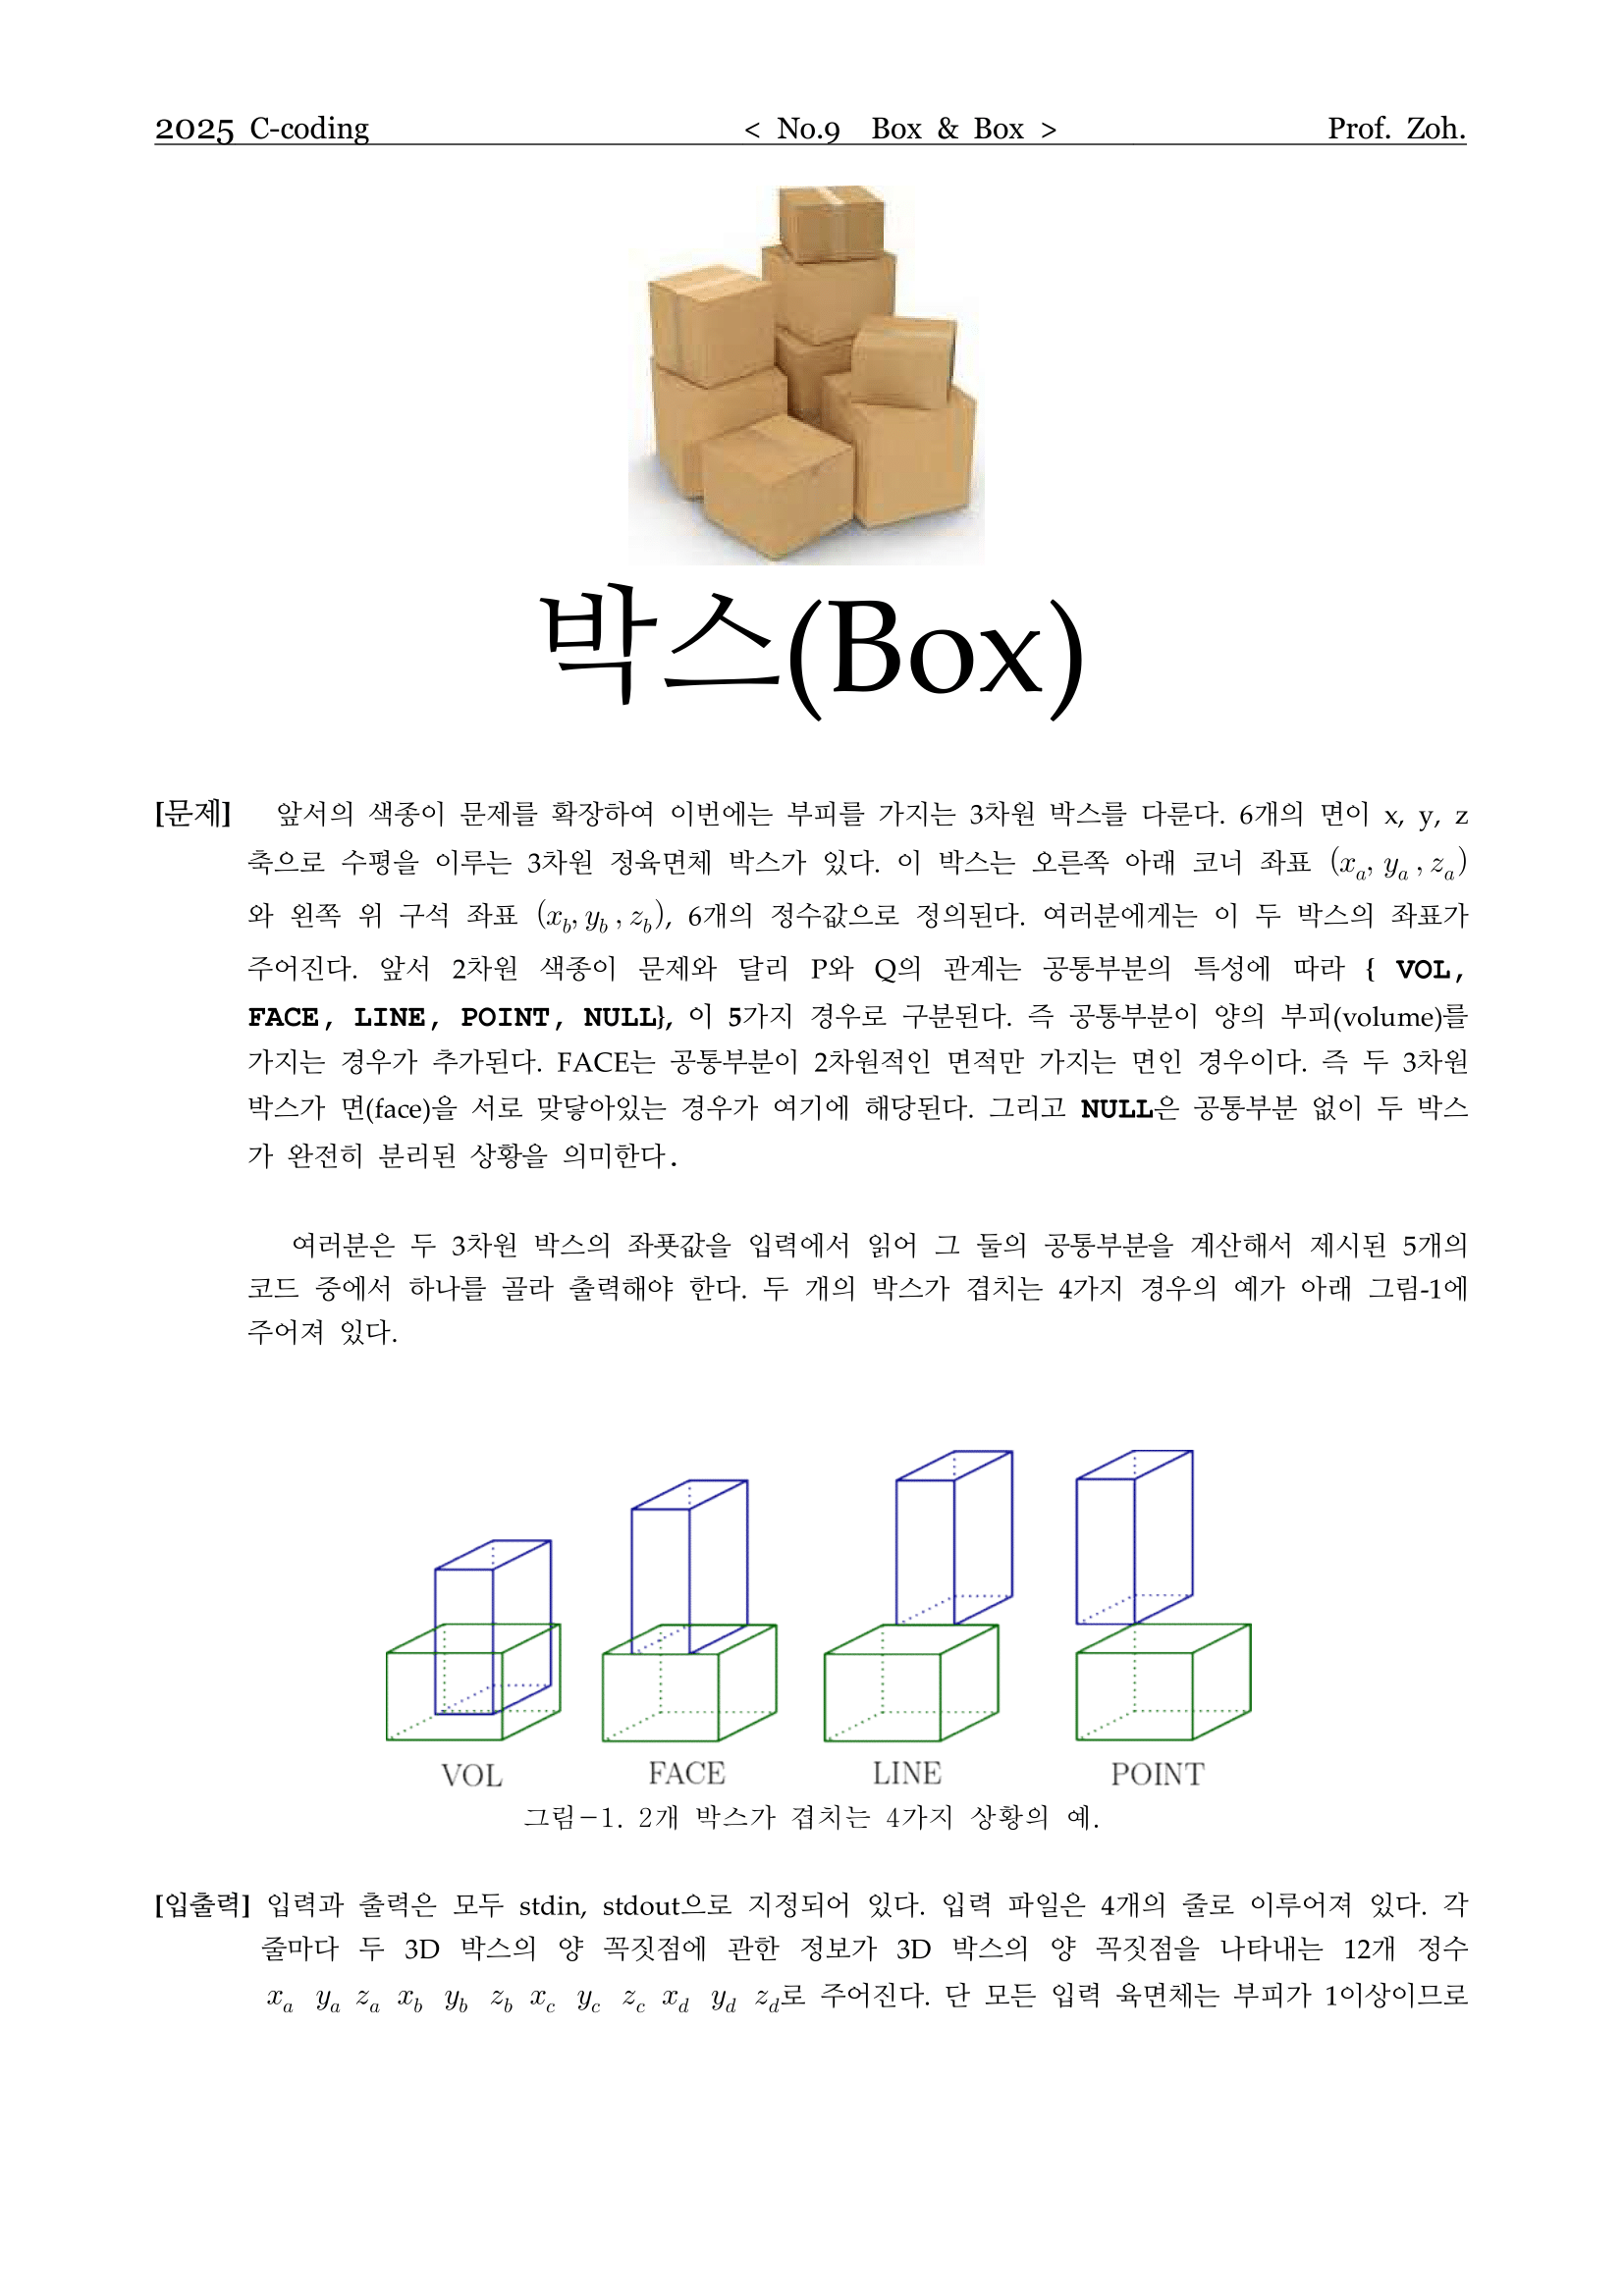 2025 C-coding < No.9 Box & Box > Prof. Zoh.
박스(Box)
[문제] 앞서의 색종이 문제를 확장하여 이번에는 부피를 가지는 3차원 박스를 다룬다. 6개의 면이 x, y, z
축으로 수평을 이루는 3차원 정육면체 박스가 있다. 이 박스는 오른쪽 아래 코너 좌표 (xₐ, yₐ , zₐ)
와 왼쪽 위 구석 좌표 (x_b, y_b , z_b), 6개의 정수값으로 정의된다. 여러분에게는 이 두 박스의 좌표가
주어진다. 앞서 2차원 색종이 문제와 달리 P와 Q의 관계는 공통부분의 특성에 따라 { VOL,
FACE, LINE, POINT, NULL}, 이 5가지 경우로 구분된다. 즉 공통부분이 양의 부피(volume)를
가지는 경우가 추가된다. FACE는 공통부분이 2차원적인 면적만 가지는 면인 경우이다. 즉 두 3차원
박스가 면(face)을 서로 맞닿아있는 경우가 여기에 해당된다. 그리고 NULL은 공통부분 없이 두 박스
가 완전히 분리된 상황을 의미한다.
여러분은 두 3차원 박스의 좌푯값을 입력에서 읽어 그 둘의 공통부분을 계산해서 제시된 5개의
코드 중에서 하나를 골라 출력해야 한다. 두 개의 박스가 겹치는 4가지 경우의 예가 아래 그림-1에
주어져 있다.
VOL FACE LINE POINT
그림-1. 2개 박스가 겹치는 4가지 상황의 예.
[입출력] 입력과 출력은 모두 stdin, stdout으로 지정되어 있다. 입력 파일은 4개의 줄로 이루어져 있다. 각
줄마다 두 3D 박스의 양 꼭짓점에 관한 정보가 3D 박스의 양 꼭짓점을 나타내는 12개 정수
xₐ yₐ zₐ x_b y_b z_b x_c y_c z_c x_d y_d z_d로 주어진다. 단 모든 입력 육면체는 부피가 1이상이므로